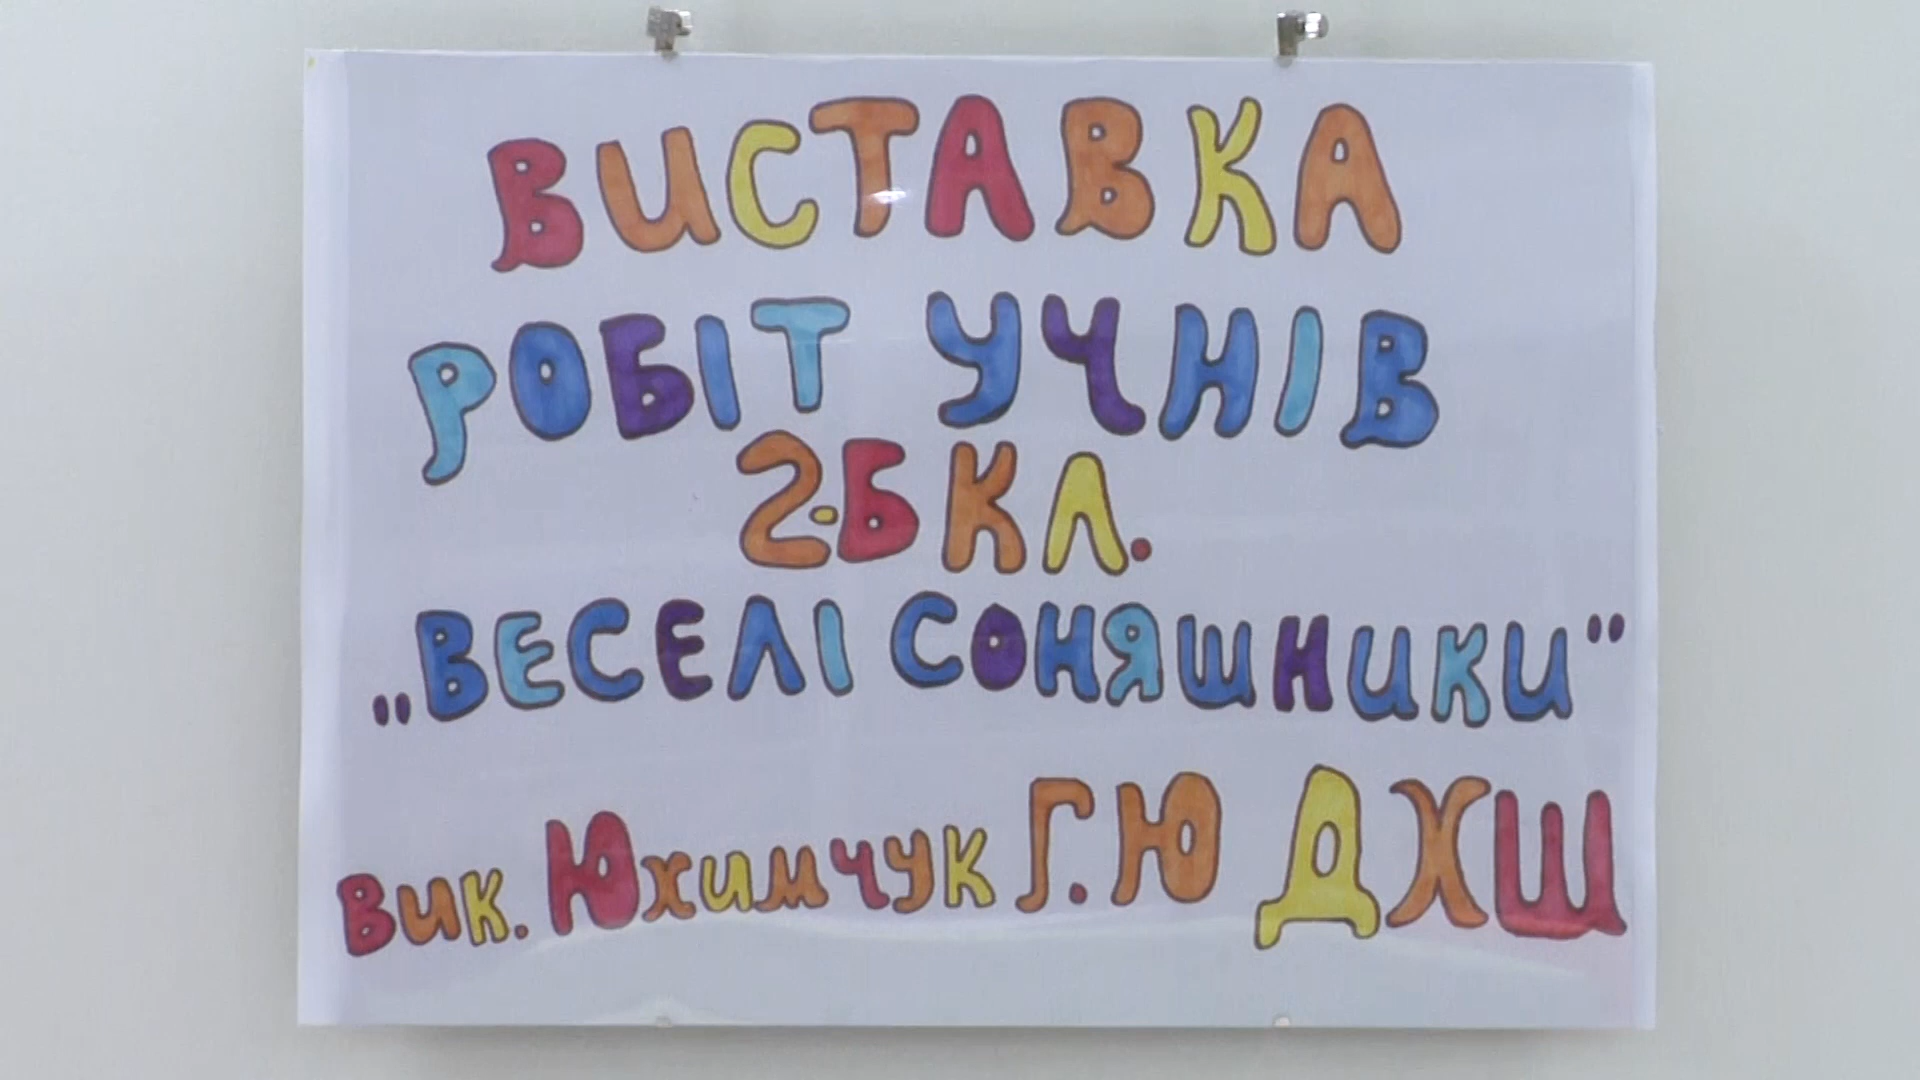 ВИСТАВКА
РОБІТ УЧНІВ
2-Б КЛ.
„ВЕСЕЛІ СОНЯШНИКИ"
Вик. Юхимчук Г.Ю ДХШ